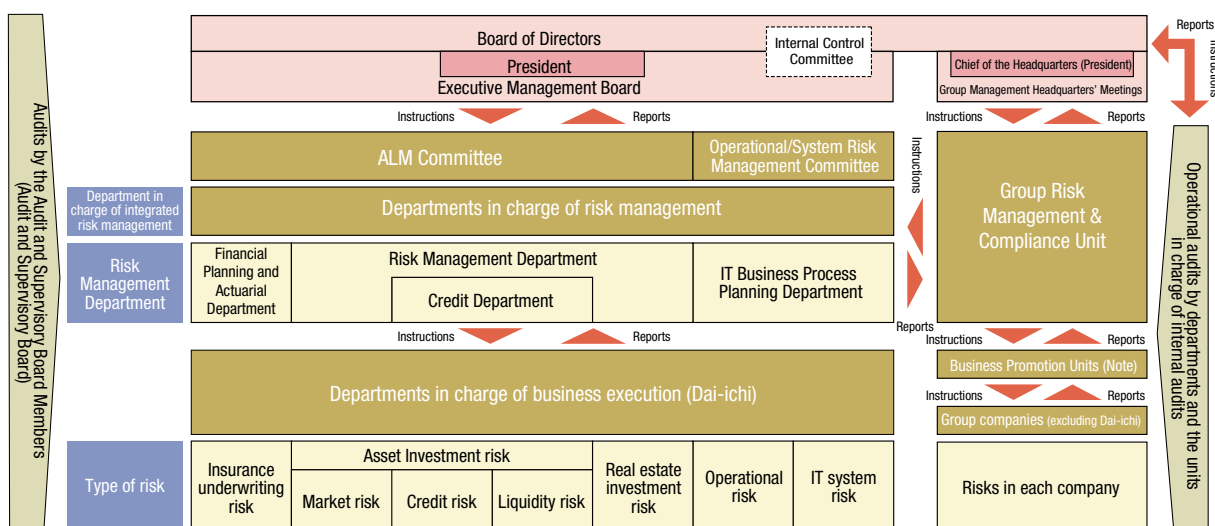 Board of Directors
Internal Control
Committee
President
Executive Management Board
Chief of the Headquarters (President)
Group Management Headquarters' Meetings
Reports
Instructions
Instructions
Reports
Instructions
Reports
Audits by the Audit and Supervisory Board Members
(Audit and Supervisory Board)
ALM Committee
Operational/System Risk
Management Committee
Instructions
Group Risk
Management &
Compliance Unit
Operational audits by departments and the units
in charge of internal audits
Department in
charge of integrated
risk management
Departments in charge of risk management
Risk
Management
Department
Financial
Planning and
Actuarial
Department
Risk Management Department
Credit Department
IT Business Process
Planning Department
Reports
Instructions
Reports
Instructions
Reports
Business Promotion Units (Note)
Instructions
Reports
Departments in charge of business execution (Dai-ichi)
Group companies (excluding Dai-ichi)
Type of risk
Insurance
underwriting
risk
Asset Investment risk
Market risk
Credit risk
Liquidity risk
Real estate
investment
risk
Operational
risk
IT system
risk
Risks in each company